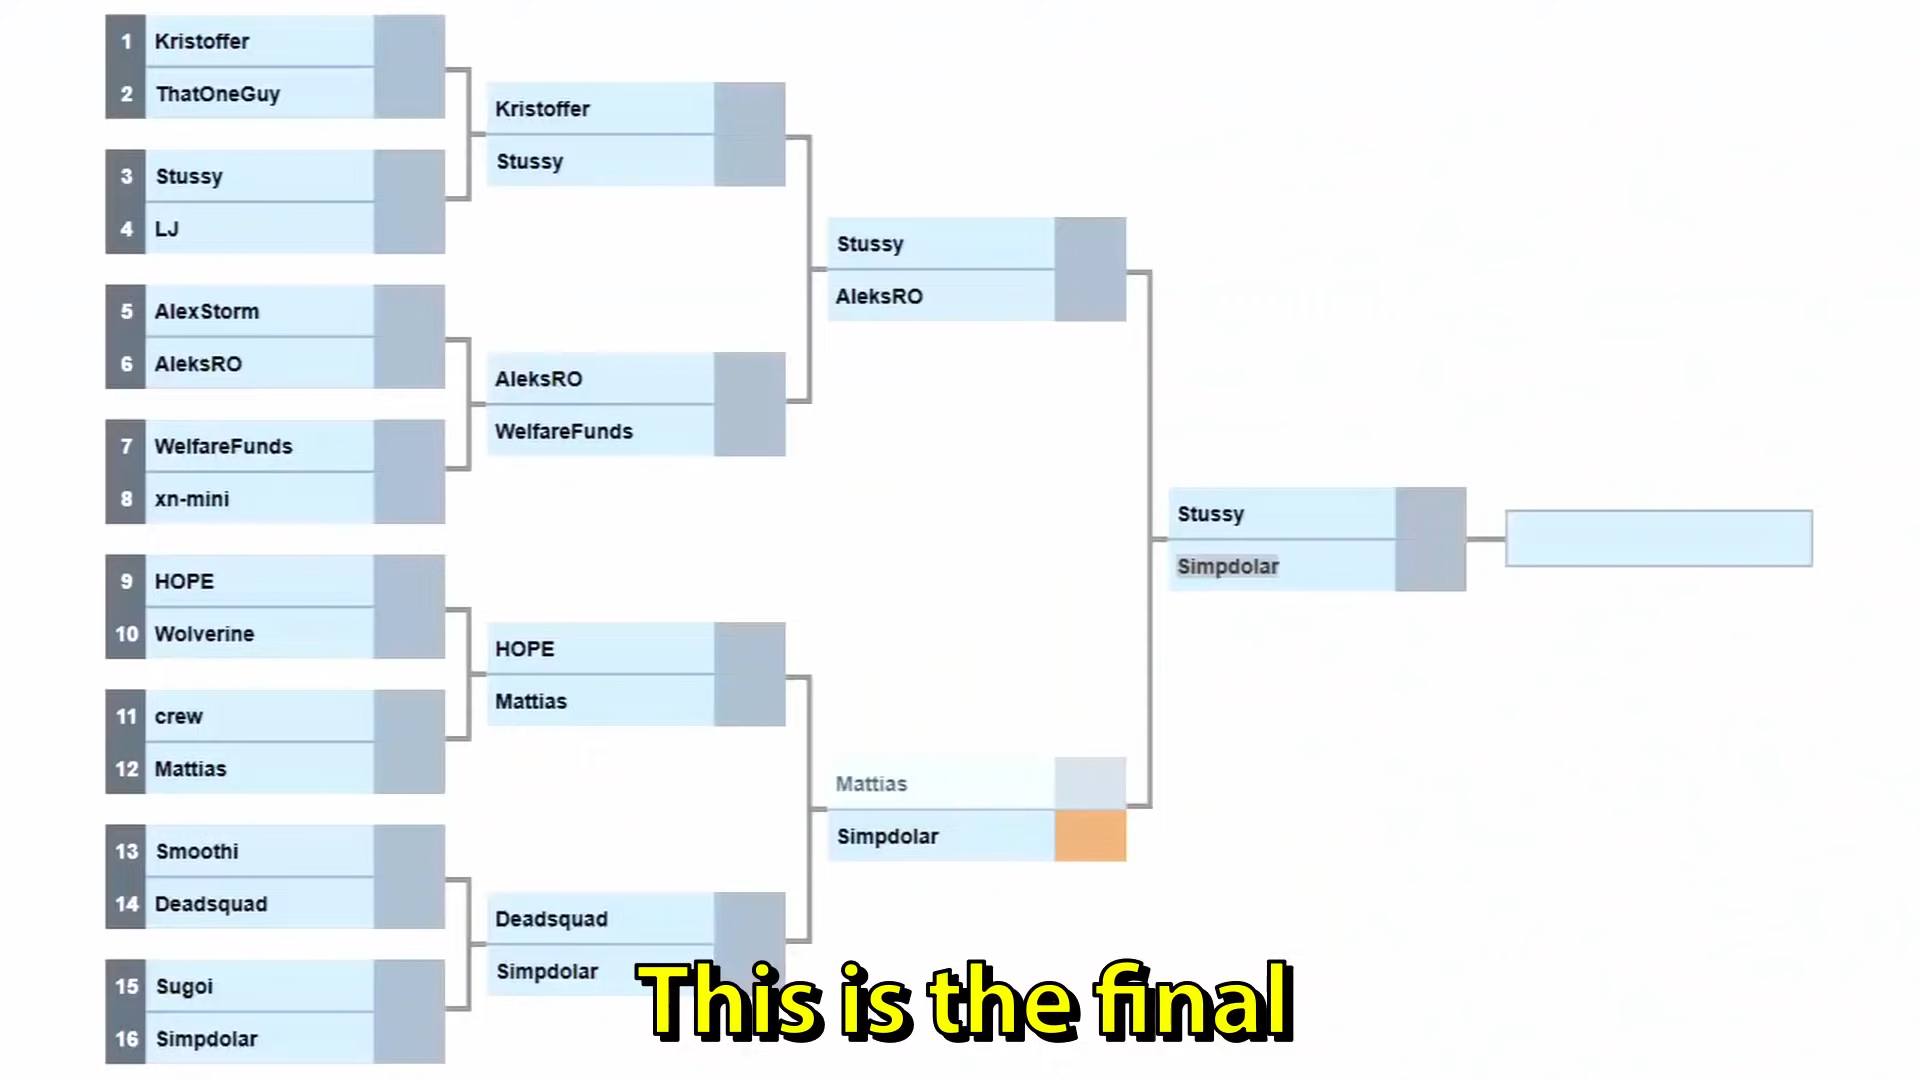 1 Kristoffer
2 ThatOneGuy
3 Stussy
4 LJ
5 AlexStorm
6 AleksRO
7 WelfareFunds
8 xn-mini
9 HOPE
10 Wolverine
11 crew
12 Mattias
13 Smoothi
14 Deadsquad
15 Sugoi
16 Simpdolar
Kristoffer
Stussy
AleksRO
WelfareFunds
HOPE
Mattias
Deadsquad
Simpdolar
Stussy
AleksRO
Mattias
Simpdolar
Stussy
Simpdolar
This is the final